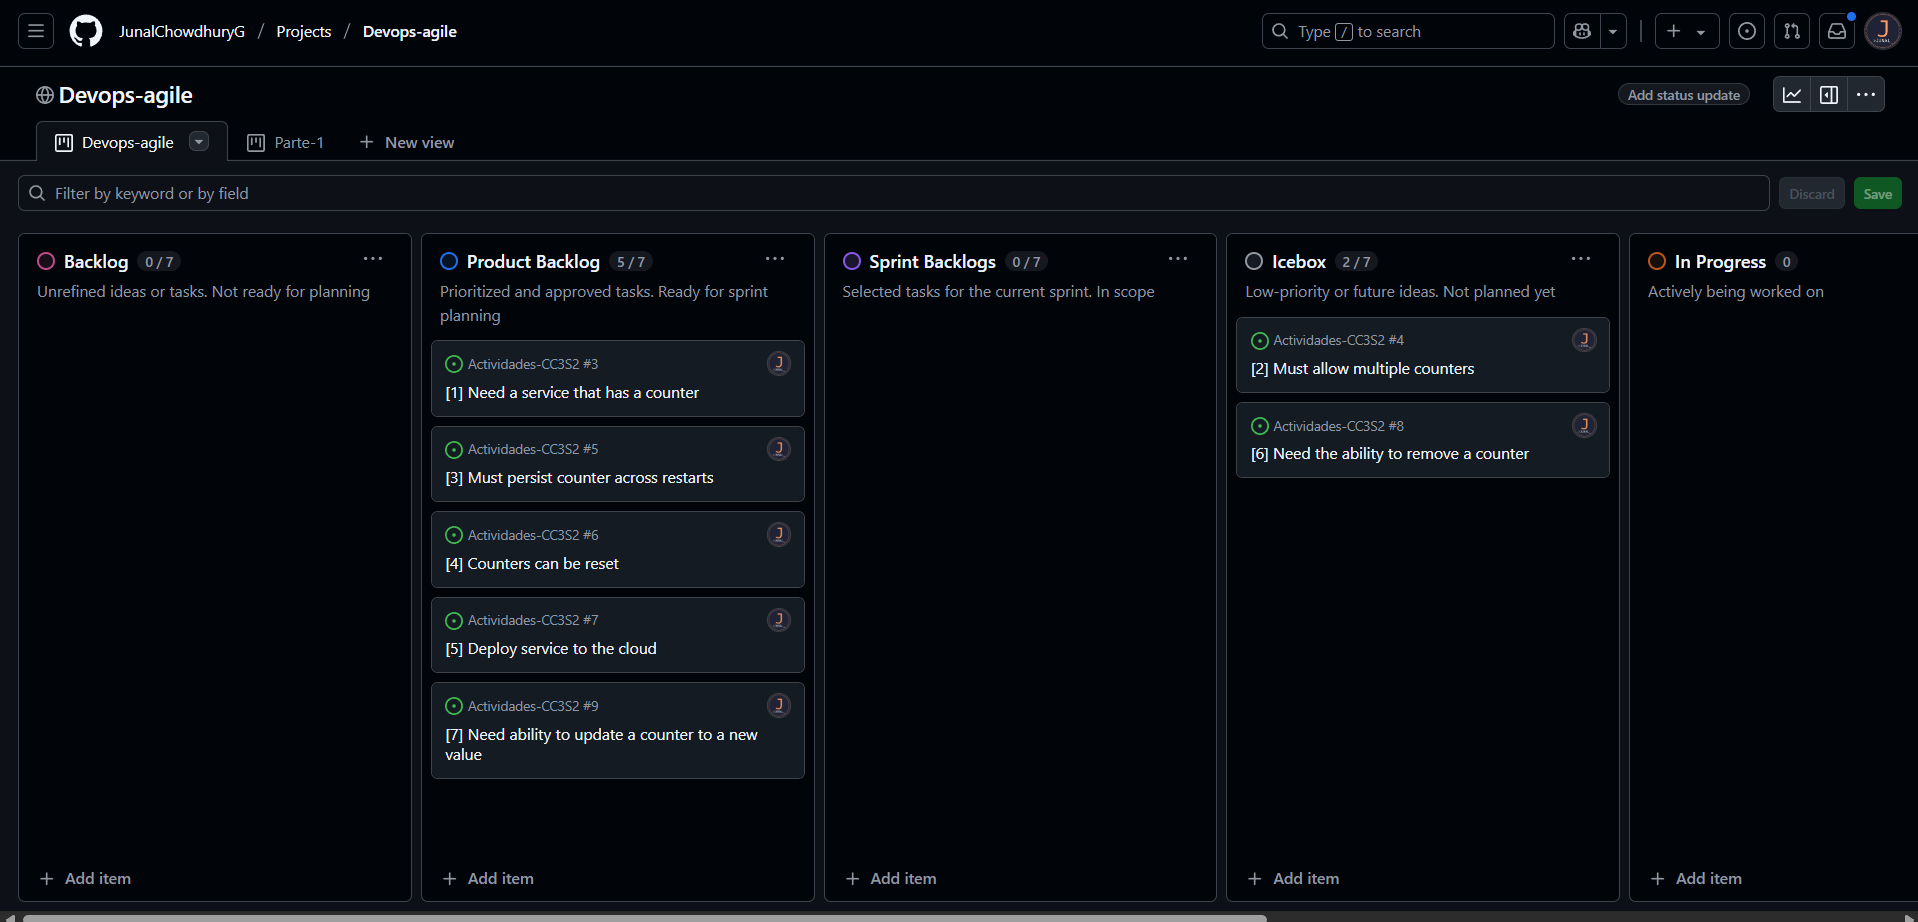 JunalChowdhuryG / Projects / Devops-agile
Type / to search
Devops-agile
Add status update
Devops-agile
Parte-1
New view
Filter by keyword or by field
Discard
Save
Backlog 0 / 7
Unrefined ideas or tasks. Not ready for planning
Add item
Product Backlog 5 / 7
Prioritized and approved tasks. Ready for sprint
planning
Actividades-CC3S2 #3
[1] Need a service that has a counter
Actividades-CC3S2 #5
[3] Must persist counter across restarts
Actividades-CC3S2 #6
[4] Counters can be reset
Actividades-CC3S2 #7
[5] Deploy service to the cloud
Actividades-CC3S2 #9
[7] Need ability to update a counter to a new
value
Add item
Sprint Backlogs 0 / 7
Selected tasks for the current sprint. In scope
Add item
Icebox 2 / 7
Low-priority or future ideas. Not planned yet
Actividades-CC3S2 #4
[2] Must allow multiple counters
Actividades-CC3S2 #8
[6] Need the ability to remove a counter
Add item
In Progress 0
Actively being worked on
Add item